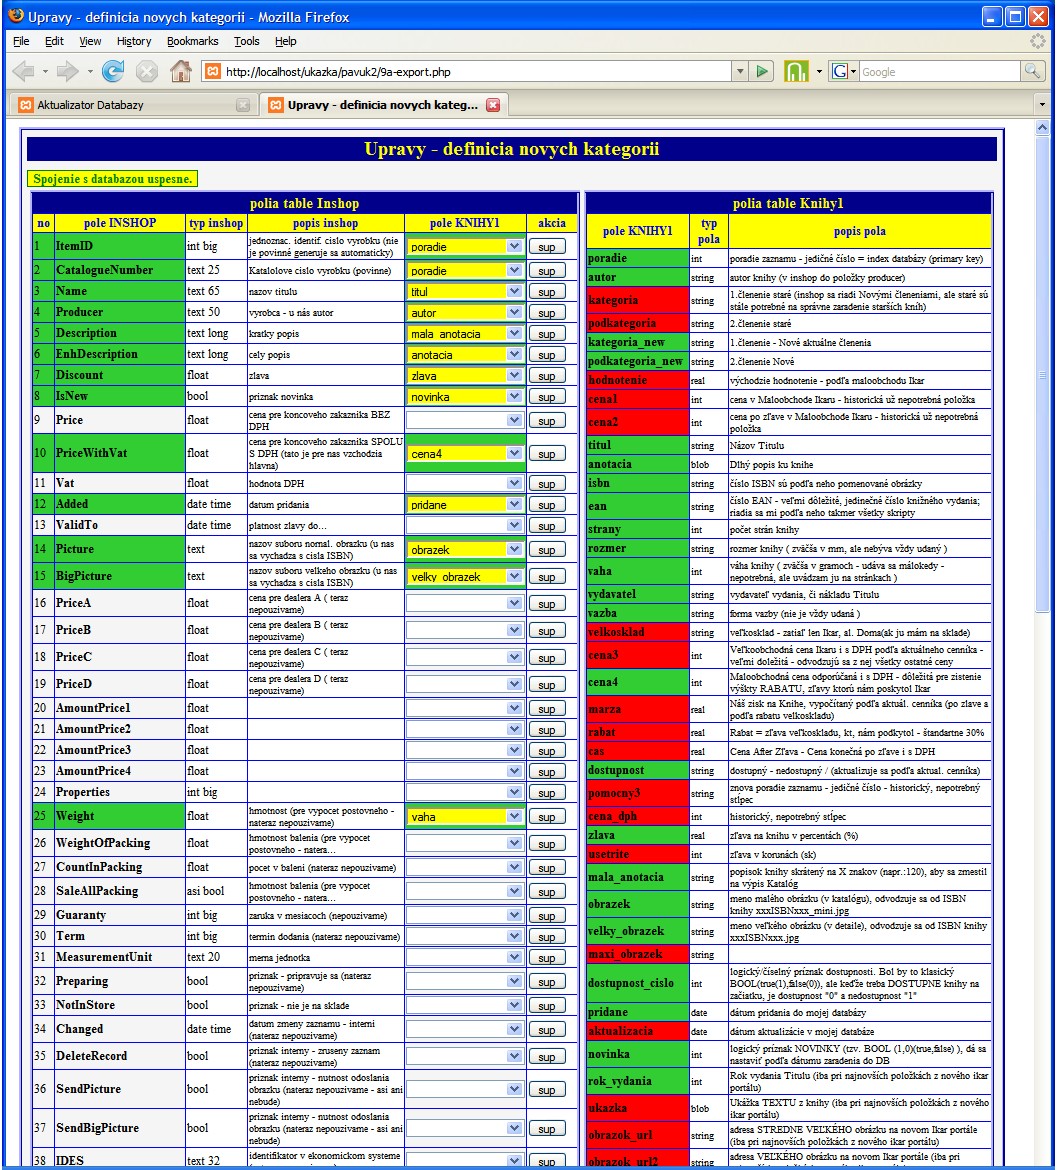 Upravy - definicia novych kategorii - Mozilla Firefox
File Edit View History Bookmarks Tools Help
http://localhost/ukazka/pavuk2/9a-export.php
Google
Aktualizator Databazy
Upravy - definicia novych kateg...
Upravy - definicia novych kategorii
Spojenie s databazou uspesne.
polia table Inshop
no pole INSHOP typ inshop popis inshop pole KNIHY1 akcia
1 ItemID int big jednoznac. identif. cislo vyrobku (nie je povinné generuje sa automaticky) poradie sup
2 CatalogueNumber text 25 Katalolove cislo vyrobku (povinne) poradie sup
3 Name text 65 nazov titulu titul sup
4 Producer text 50 vyrobca - u nás autor autor sup
5 Description text long kratky popis mala_anotacia sup
6 EnhDescription text long cely popis anotacia sup
7 Discount float zlava zlava sup
8 IsNew bool priznak novinka novinka sup
9 Price float cena pre koncoveho zakaznika BEZ DPH sup
10 PriceWithVat float cena pre koncoveho zakaznika SPOLU S DPH (tato je pre nas vzchodzia hlavna) cena4 sup
11 Vat float hodnota DPH sup
12 Added date time datum pridania pridane sup
13 ValidTo date time platnost zlavy do... sup
14 Picture text nazov suboru normal. obrazku (u nas sa vychadza s cisla ISBN) obrazek sup
15 BigPicture text nazov suboru velkeho obrazku (u nas sa vychadza s cisla ISBN) velky_obrazek sup
16 PriceA float cena pre dealera A ( teraz nepouzivame) sup
17 PriceB float cena pre dealera B ( teraz nepouzivame) sup
18 PriceC float cena pre dealera C ( teraz nepouzivame) sup
19 PriceD float cena pre dealera D ( teraz nepouzivame) sup
20 AmountPrice1 float sup
21 AmountPrice2 float sup
22 AmountPrice3 float sup
23 AmountPrice4 float sup
24 Properties int big sup
25 Weight float hmotnost (pre vypocet postovneho - nateraz nepouzivame) vaha sup
26 WeightOfPacking float hmotnost balenia (pre vypocet postovneho - natera... sup
27 CountInPacking float pocet v baleni (nateraz nepouzivame) sup
28 SaleAllPacking asi bool hmotnost balenia (pre vypocet postovneho - natera... sup
29 Guaranty int big zaruka v mesiacoch (nepouzivame) sup
30 Term int big termin dodania (nateraz nepouzivame) sup
31 MeasurementUnit text 20 merna jednotka sup
32 Preparing bool priznak - pripravuje sa (nateraz nepouzivame) sup
33 NotInStore bool priznak - nie je na sklade sup
34 Changed date time datum zmeny zaznamu - interni (nateraz nepouzivame) sup
35 DeleteRecord bool priznak interny - zruseny zaznam (nateraz nepouzivame) sup
36 SendPicture bool priznak interni - nutnost odoslania obrazku (nateraz nepouzivame - asi ani nebude) sup
37 SendBigPicture bool priznak interni - nutnost odoslania obrazku (nateraz nepouzivame - asi ani nebude) sup
38 IDES text 32 identifikator v ekonomickom systeme sup
polia table Knihy1
pole KNIHY1 typ pola popis pola
poradie int poradie zaznamu - jedičné číslo = index databázy (primary key)
autor string autor knihy (v inshop do položky producer)
kategoria string 1.členenie staré (inshop sa riadi Novými členeniami, ale staré sú stále potrebné na správne zaradenie starších kníh)
podkategoria string 2.členenie staré
kategoria_new string 1.členenie - Nové aktuálne členenia
podkategoria_new string 2.členenie Nové
hodnotenie real východzie hodnotenie - podľa maloobchodu Ikar
cena1 int cena v Maloobchode Ikaru - historická už nepotrebná položka
cena2 int cena po zľave v Maloobchode Ikaru - historická už nepotrebná položka
titul string Názov Titulu
anotacia blob Dlhý popis ku knihe
isbn string číslo ISBN sú podľa neho pomenované obrázky
ean string číslo EAN - veľmi dôležité, jedinečné číslo knižného vydania; riadia sa mi podľa neho takmer všetky skripty
strany int počet strán knihy
rozmer string rozmer knihy ( zväčša v mm, ale nebýva vždy udaný )
vaha int váha knihy ( zväčša v gramoch - udáva sa málokedy - nepotrebná, ale uvádzam ju na stránkach )
vydavatel string vydavateľ vydania, či nákladu Titulu
vazba string forma vazby (nie je vždy udaná )
velkosklad string veľkosklad - zatiaľ len Ikar, al. Doma(ak ju mám na sklade)
cena3 int Veľkoobchodná cena Ikaru i s DPH podľa aktuálneho cenníka - veľmi doležitá - odvodzujú sa z nej všetky ostatné ceny
cena4 int Maloobchodná cena odporúčaná i s DPH - dôležitá pre zistenie výškty RABATU, zľavy ktorú nám poskytol Ikar
marza real Náš zisk na Knihe, vypočítaný podľa aktuál. cenníka (po zlave a podľa rabatu velkoskladu)
rabat real Rabat = zľava veľkoskladu, kt, nám podkytol - štandartne 30%
cas real Cena After Zľava - Cena konečná po zľave i s DPH
dostupnost string dostupný - nedostupný / (aktualizuje sa podľa aktual. cenníka)
pomocny3 string znova poradie zaznamu - jedičné číslo - historický, nepotrebný stĺpec
cena_dph int historický, nepotrebný stĺpec
zlava real zľava na knihu v percentách (%)
usetrite int zľava v korunách (sk)
mala_anotacia string popisok knihy skrátený na X znakov (napr.:120), aby sa zmestil na výpis Katalóg
obrazek string meno malého obrázku (v katalógu), odvodzuje sa od ISBN knihy xxxISBNxxx_mini.jpg
velky_obrazek string meno veľkého obrázku (v detaile), odvodzuje sa od ISBN knihy xxxISBNxxx.jpg
maxi_obrazek string
dostupnost_cislo int logický/číselný príznak dostupnosti. Bol by to klasický BOOL(true(1),false(0)), ale keďže treba DOSTUPNE knihy na začiatku, je dostupnost "0" a nedostupnost "1"
pridane date dátum pridania do mojej databázy
aktualizacia date dátum aktualizácie v mojej databáze
novinka int logický príznak NOVINKY (tzv. BOOL (1,0)(true,false) ), dá sa nastaviť podľa dátumu zaradenia do DB
rok_vydania int Rok vydania Titulu (iba pri najnovších položkách z nového ikar portálu)
ukazka blob Ukážka TEXTU z knihy (iba pri najnovších položkách z nového ikar portálu)
obrazok_url string adresa STREDNE VEĽKÉHO obrázku na novom Ikar portále (iba pri najnovších položkách z nového ikar portálu)
obrazok_url2 string adresa VEĽKÉHO obrázku na novom Ikar portále (iba pri